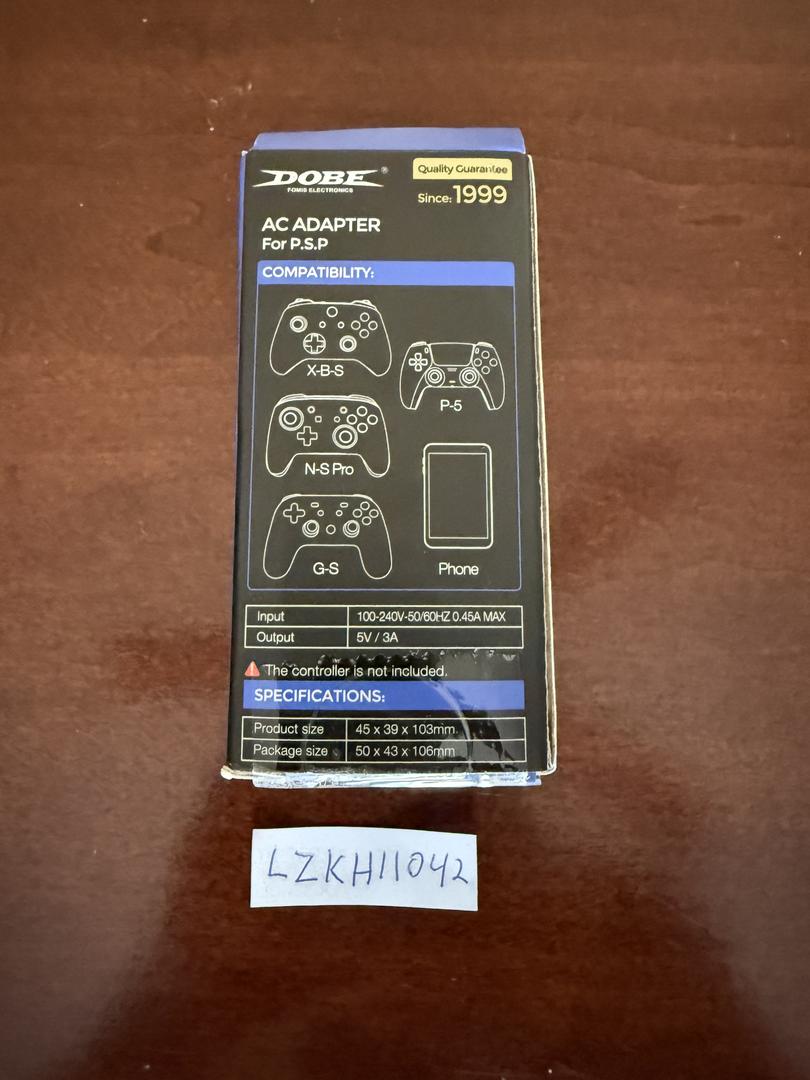 DOBE®
FOMIS ELECTRONICS
Quality Guarantee
Since: 1999
AC ADAPTER
For P.S.P
COMPATIBILITY:
X-B-S
P-5
N-S Pro
G-S
Phone
Input 100-240V-50/60HZ 0.45A MAX
Output 5V / 3A
The controller is not included.
SPECIFICATIONS:
Product size 45 x 39 x 103mm
Package size 50 x 43 x 106mm
LZKH11042